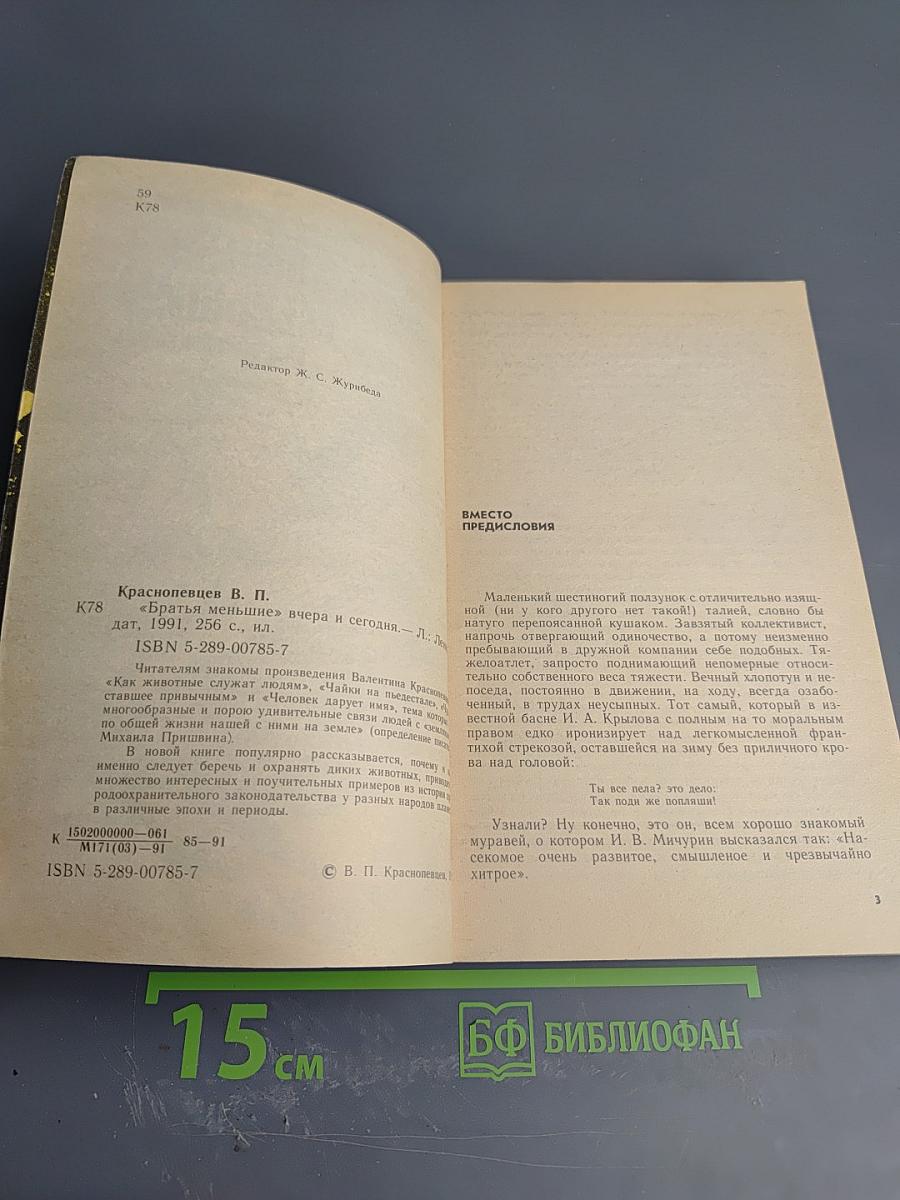 59
К78
Редактор Ж. С. Журибеда
Краснопевцев В. П.
К78 «Братья меньшие» вчера и сегодня.— Л.:
дат, 1991, 256 с., ил.
ISBN 5-289-00785-7
Читателям знакомы произведения Валентина
«Как животные служат людям», «Чайки на пьедестале»,
ставшее привычным» и «Человек дарует имя», тема
многообразные и порою удивительные связи людей с
по общей жизни нашей с ними на земле» (определение
Михаила Пришвина).
В новой книге популярно рассказывается, почему и
именно следует беречь и охранять диких животных,
множество интересных и поучительных примеров из истории
родоохранительного законодательства у разных народов
в различные эпохи и периоды.
К 1502000000—061 85—91
М171(03)—91
ISBN 5-289-00785-7
© В. П. Краснопевцев,
ВМЕСТО
ПРЕДИСЛОВИЯ
Маленький шестиногий ползунок с отличительно изящ-
ной (ни у кого другого нет такой!) талией, словно бы
натуго перепоясанной кушаком. Завзятый коллективист,
напрочь отвергающий одиночество, а потому неизменно
пребывающий в дружной компании себе подобных. Тя-
желоатлет, запросто поднимающий непомерные относи-
тельно собственного веса тяжести. Вечный хлопотун и не-
поседа, постоянно в движении, на ходу, всегда озабо-
ченный, в трудах неусыпных. Тот самый, который в из-
вестной басне И. А. Крылова с полным на то моральным
правом едко иронизирует над легкомысленной фран-
тихой стрекозой, оставшейся на зиму без приличного кро-
ва над головой:
Ты все пела? это дело:
Так поди же попляши!
Узнали? Ну конечно, это он, всем хорошо знакомый
муравей, о котором И. В. Мичурин высказался так: «На-
секомое очень развитое, смышленое и чрезвычайно
хитрое».
3
15 см
БФ БИБЛИОФАН